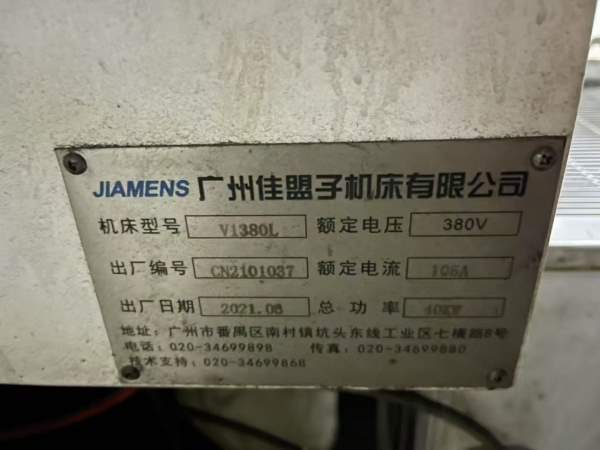 JIAMENS 广州佳盟子机床有限公司
机床型号 V1380L 额定电压 380V
出厂编号 CN2101037 额定电流 106A
出厂日期 2021.08 总功率 40KW
地址：广州市番禺区南村镇坑头东线工业区七横路8号
电话：020-34699898 传真：020-34699880
技术支持：020-34699868